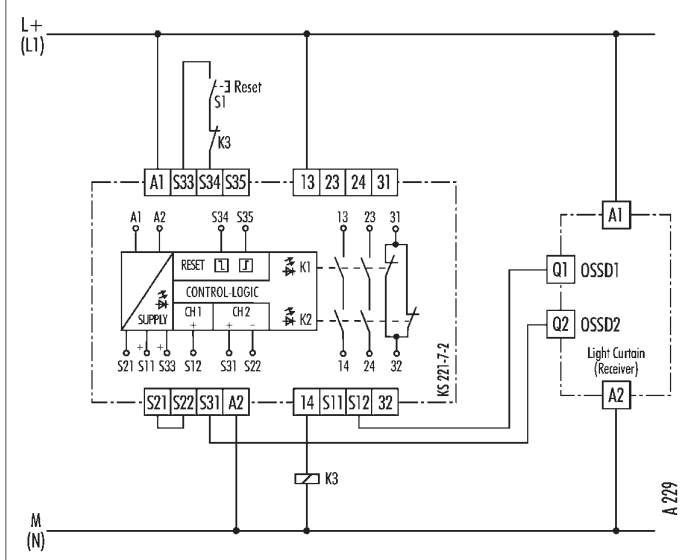 L+
(L1)
Reset
S1
K3
A1 S33 S34 S35
13 23 24 31
A1 A2 S34 S35 13 23 31
A1
RESET
K1
Q1 OSSD1
CONTROL-LOGIC
CH 1 CH 2
K2
Q2 OSSD2
SUPPLY + + -
+ +
S21 S11 S33 S12 S31 S22 14 24 32
KS 221-7-2
Light Curtain
(Receiver)
A2
S21 S22 S31 A2
14 S11 S12 32
K3
A 229
M
(N)